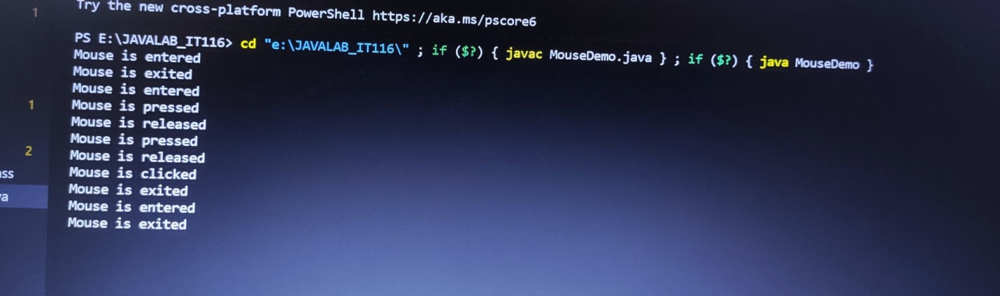 Try the new cross-platform PowerShell https://aka.ms/pscore6
PS E:\JAVALAB_IT116> cd "e:\JAVALAB_IT116\" ; if ($?) { javac MouseDemo.java } ; if ($?) { java MouseDemo }
Mouse is entered
Mouse is exited
Mouse is entered
Mouse is pressed
Mouse is released
Mouse is pressed
Mouse is released
Mouse is clicked
Mouse is exited
Mouse is entered
Mouse is exited
1
1
2
ass
va